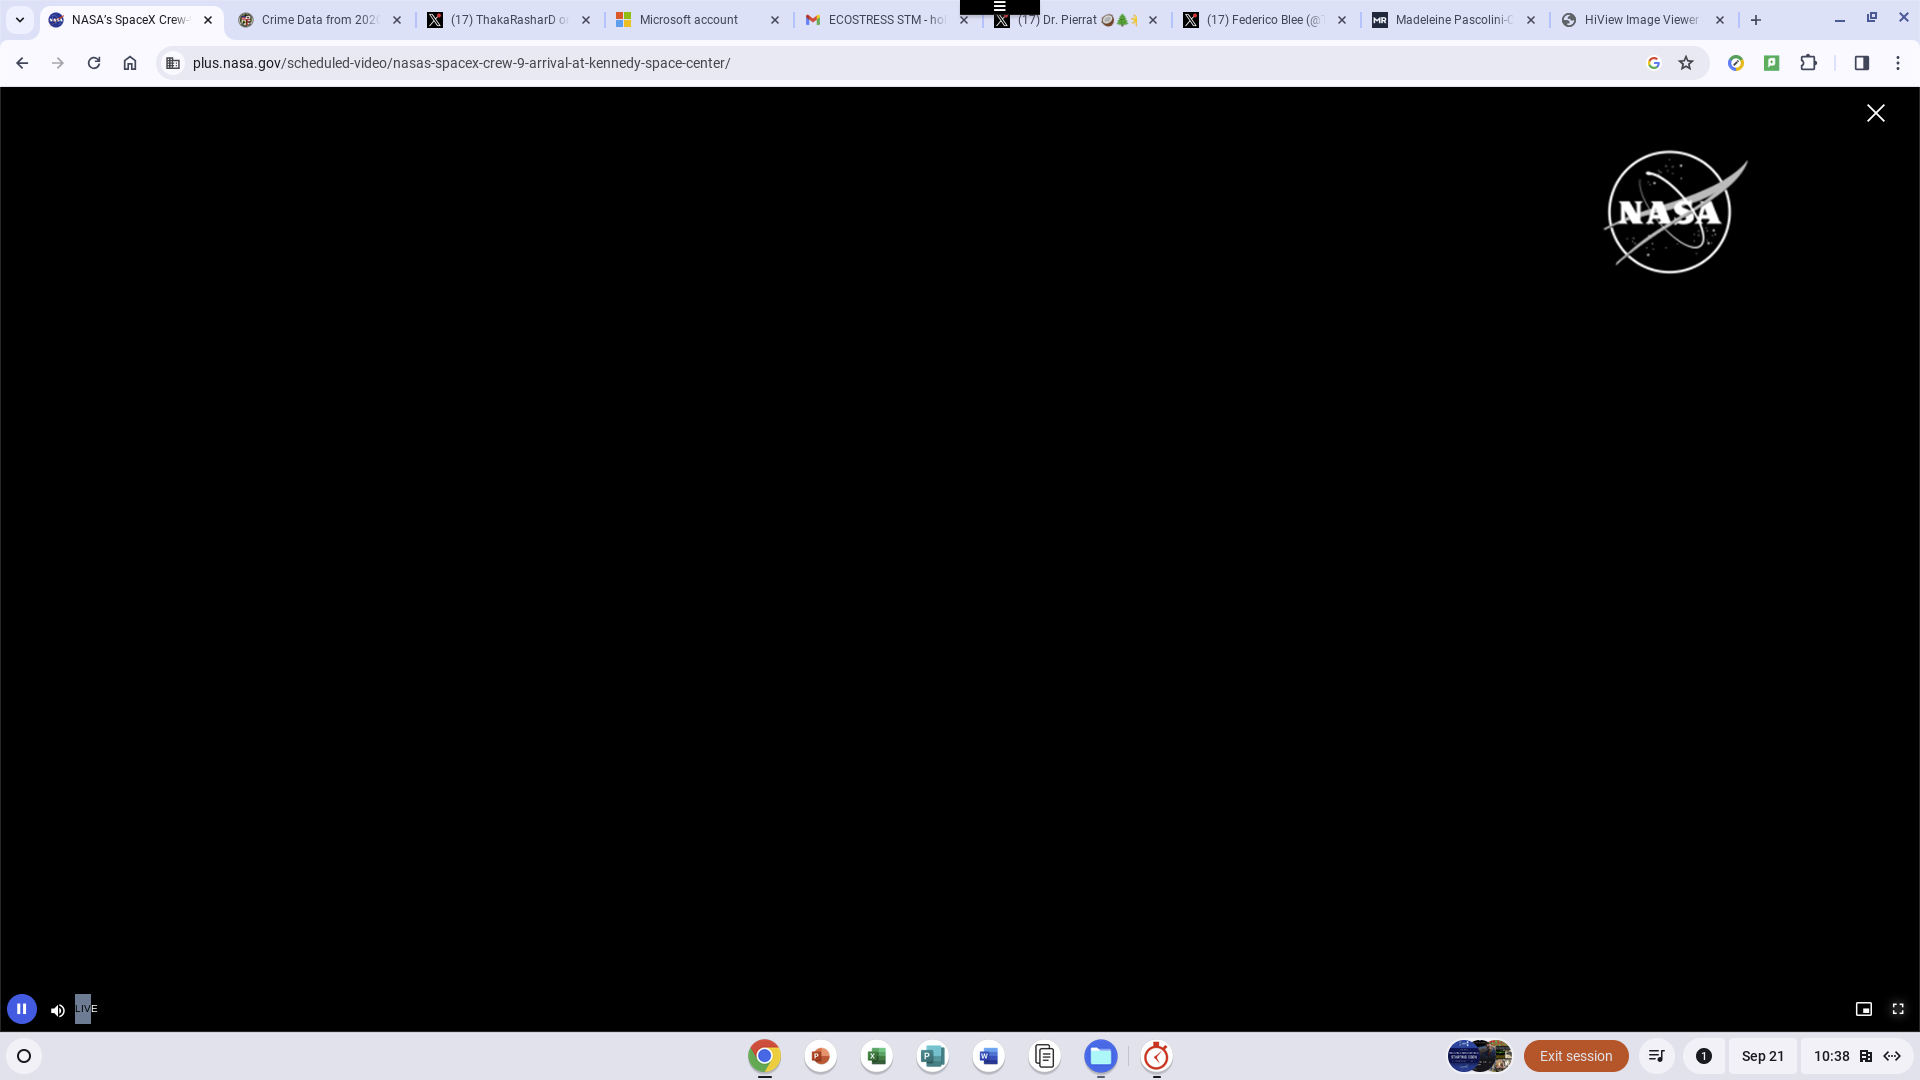 NASA's SpaceX Crew-
Crime Data from 2020
(17) ThakaRasharD o
Microsoft account
ECOSTRESS STM - ho
(17) Dr. Pierrat
(17) Federico Blee (@
Madeleine Pascolini-C
HiView Image Viewer
plus.nasa.gov/scheduled-video/nasas-spacex-crew-9-arrival-at-kennedy-space-center/
NASA
LIVE
Exit session
1
Sep 21
10:38